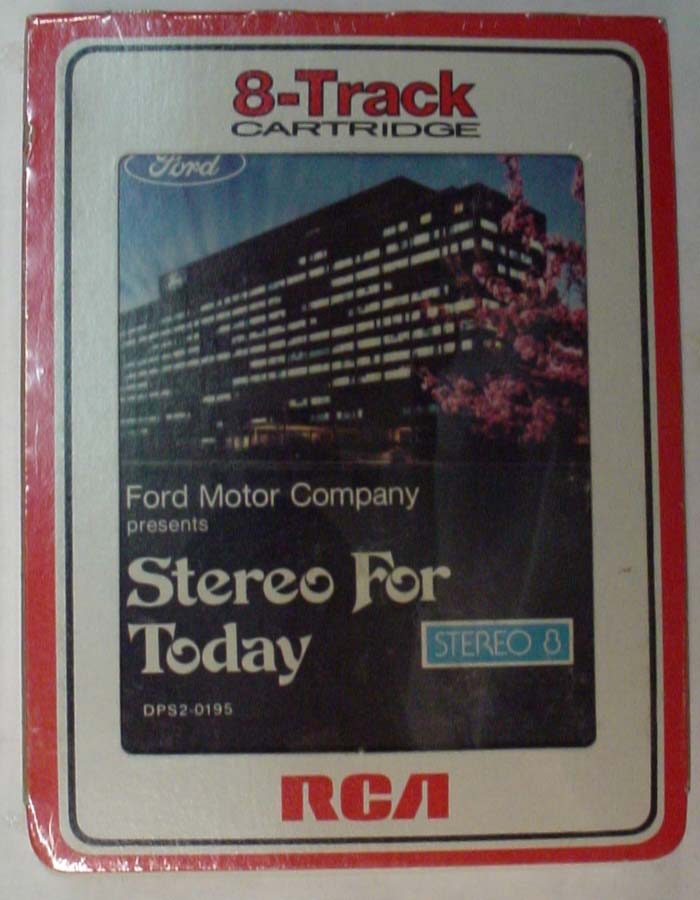 8-Track
CARTRIDGE
Ford
Ford Motor Company
presents
Stereo For
Today
STEREO 8
DPS2-0195
RCA